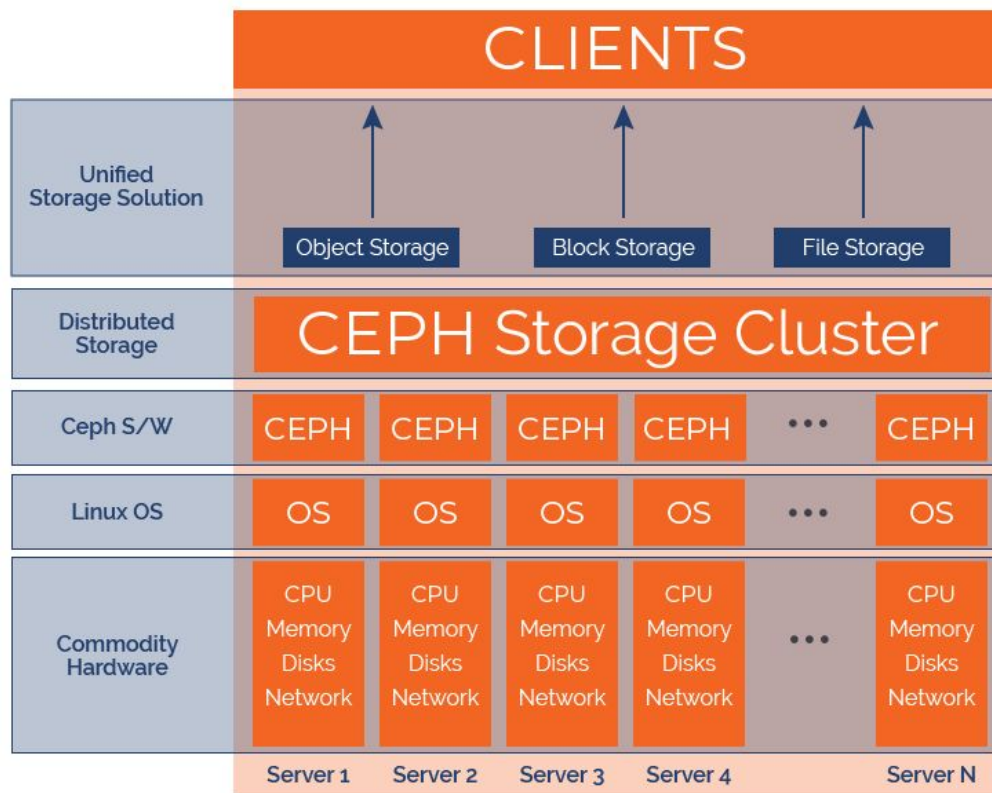 CLIENTS
Unified
Storage Solution
Object Storage
Block Storage
File Storage
Distributed
Storage
CEPH Storage Cluster
Ceph S/W
CEPH
CEPH
CEPH
CEPH
•••
CEPH
Linux OS
OS
OS
OS
OS
•••
OS
Commodity
Hardware
CPU
Memory
Disks
Network
CPU
Memory
Disks
Network
CPU
Memory
Disks
Network
CPU
Memory
Disks
Network
•••
CPU
Memory
Disks
Network
Server 1
Server 2
Server 3
Server 4
Server N